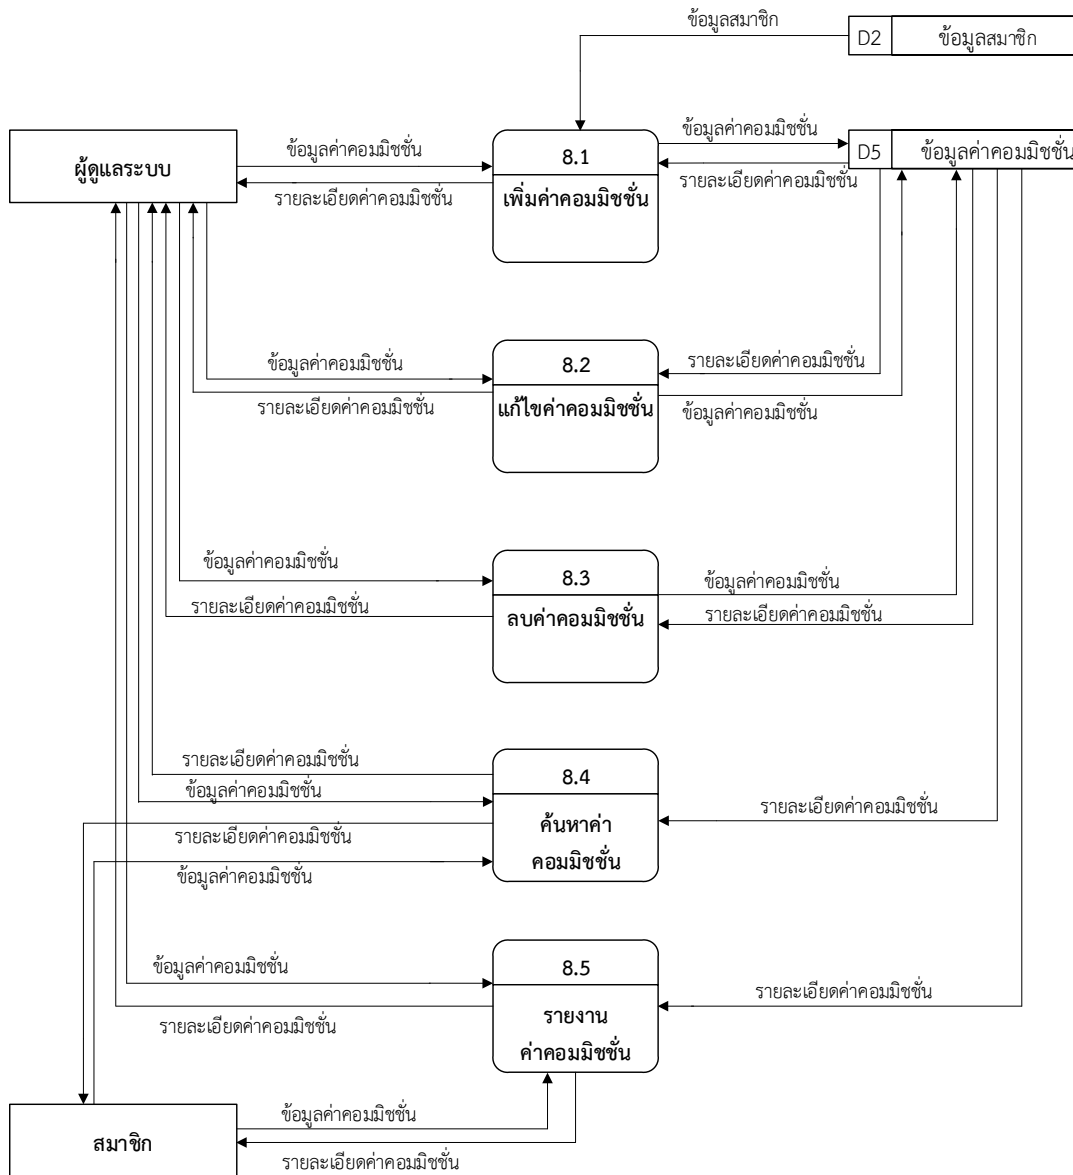 ข้อมูลสมาชิก
D2
ข้อมูลสมาชิก
ผู้ดูแลระบบ
ข้อมูลค่าคอมมิชชั่น
รายละเอียดค่าคอมมิชชั่น
8.1
เพิ่มค่าคอมมิชชั่น
ข้อมูลค่าคอมมิชชั่น
รายละเอียดค่าคอมมิชชั่น
D5
ข้อมูลค่าคอมมิชชั่น
ข้อมูลค่าคอมมิชชั่น
รายละเอียดค่าคอมมิชชั่น
8.2
แก้ไขค่าคอมมิชชั่น
รายละเอียดค่าคอมมิชชั่น
ข้อมูลค่าคอมมิชชั่น
ข้อมูลค่าคอมมิชชั่น
รายละเอียดค่าคอมมิชชั่น
8.3
ลบค่าคอมมิชชั่น
ข้อมูลค่าคอมมิชชั่น
รายละเอียดค่าคอมมิชชั่น
รายละเอียดค่าคอมมิชชั่น
ข้อมูลค่าคอมมิชชั่น
รายละเอียดค่าคอมมิชชั่น
ข้อมูลค่าคอมมิชชั่น
8.4
ค้นหาค่า
คอมมิชชั่น
รายละเอียดค่าคอมมิชชั่น
ข้อมูลค่าคอมมิชชั่น
รายละเอียดค่าคอมมิชชั่น
8.5
รายงาน
ค่าคอมมิชชั่น
รายละเอียดค่าคอมมิชชั่น
สมาชิก
ข้อมูลค่าคอมมิชชั่น
รายละเอียดค่าคอมมิชชั่น